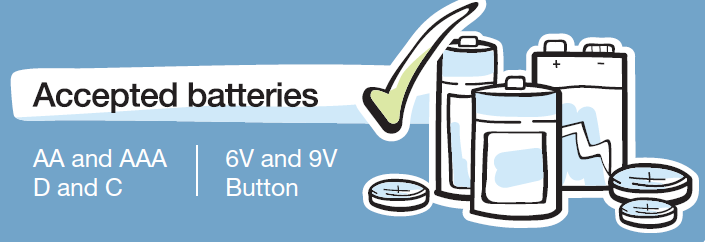 Accepted batteries
AA and AAA
D and C
6V and 9V
Button
+ -